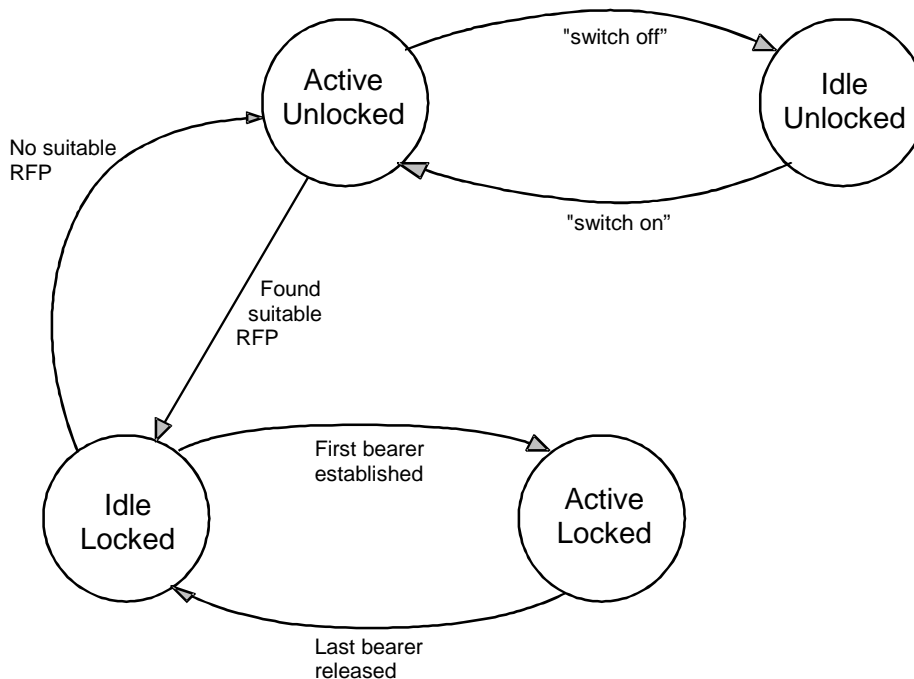 "switch off”
Active
Unlocked
Idle
Unlocked
No suitable
RFP
"switch on”
Found
suitable
RFP
First bearer
established
Idle
Locked
Active
Locked
Last bearer
released